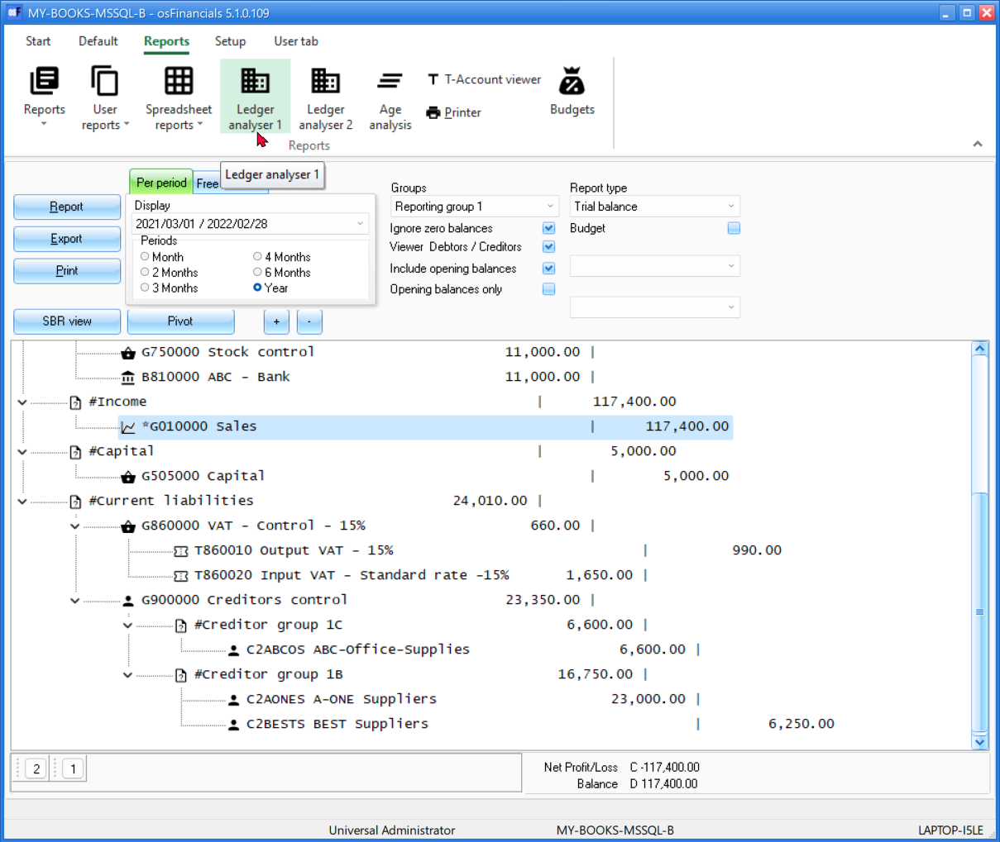 MY-BOOKS-MSSQL-B - osFinancials 5.1.0.109
Start Default Reports Setup User tab
Reports
User reports
Spreadsheet reports
Ledger analyser 1
Ledger analyser 2
Age analysis
T-Account viewer
Printer
Budgets
Reports
Ledger analyser 1
Per period Free
Report
Export
Print
Display
2021/03/01 / 2022/02/28
Periods
Month 4 Months
2 Months 6 Months
3 Months Year
Groups
Reporting group 1
Ignore zero balances
Viewer Debtors / Creditors
Include opening balances
Opening balances only
Report type
Trial balance
Budget
SBR view Pivot + -
G750000 Stock control 11,000.00 |
B810000 ABC - Bank 11,000.00 |
#Income | 117,400.00
*G010000 Sales | 117,400.00
#Capital | 5,000.00
G505000 Capital | 5,000.00
#Current liabilities 24,010.00 |
G860000 VAT - Control - 15% 660.00 |
T860010 Output VAT - 15% | 990.00
T860020 Input VAT - Standard rate -15% 1,650.00 |
G900000 Creditors control 23,350.00 |
#Creditor group 1C 6,600.00 |
C2ABCOS ABC-Office-Supplies 6,600.00 |
#Creditor group 1B 16,750.00 |
C2AONES A-ONE Suppliers 23,000.00 |
C2BESTS BEST Suppliers | 6,250.00
2 1
Net Profit/Loss C -117,400.00
Balance D 117,400.00
Universal Administrator MY-BOOKS-MSSQL-B LAPTOP-I5LE